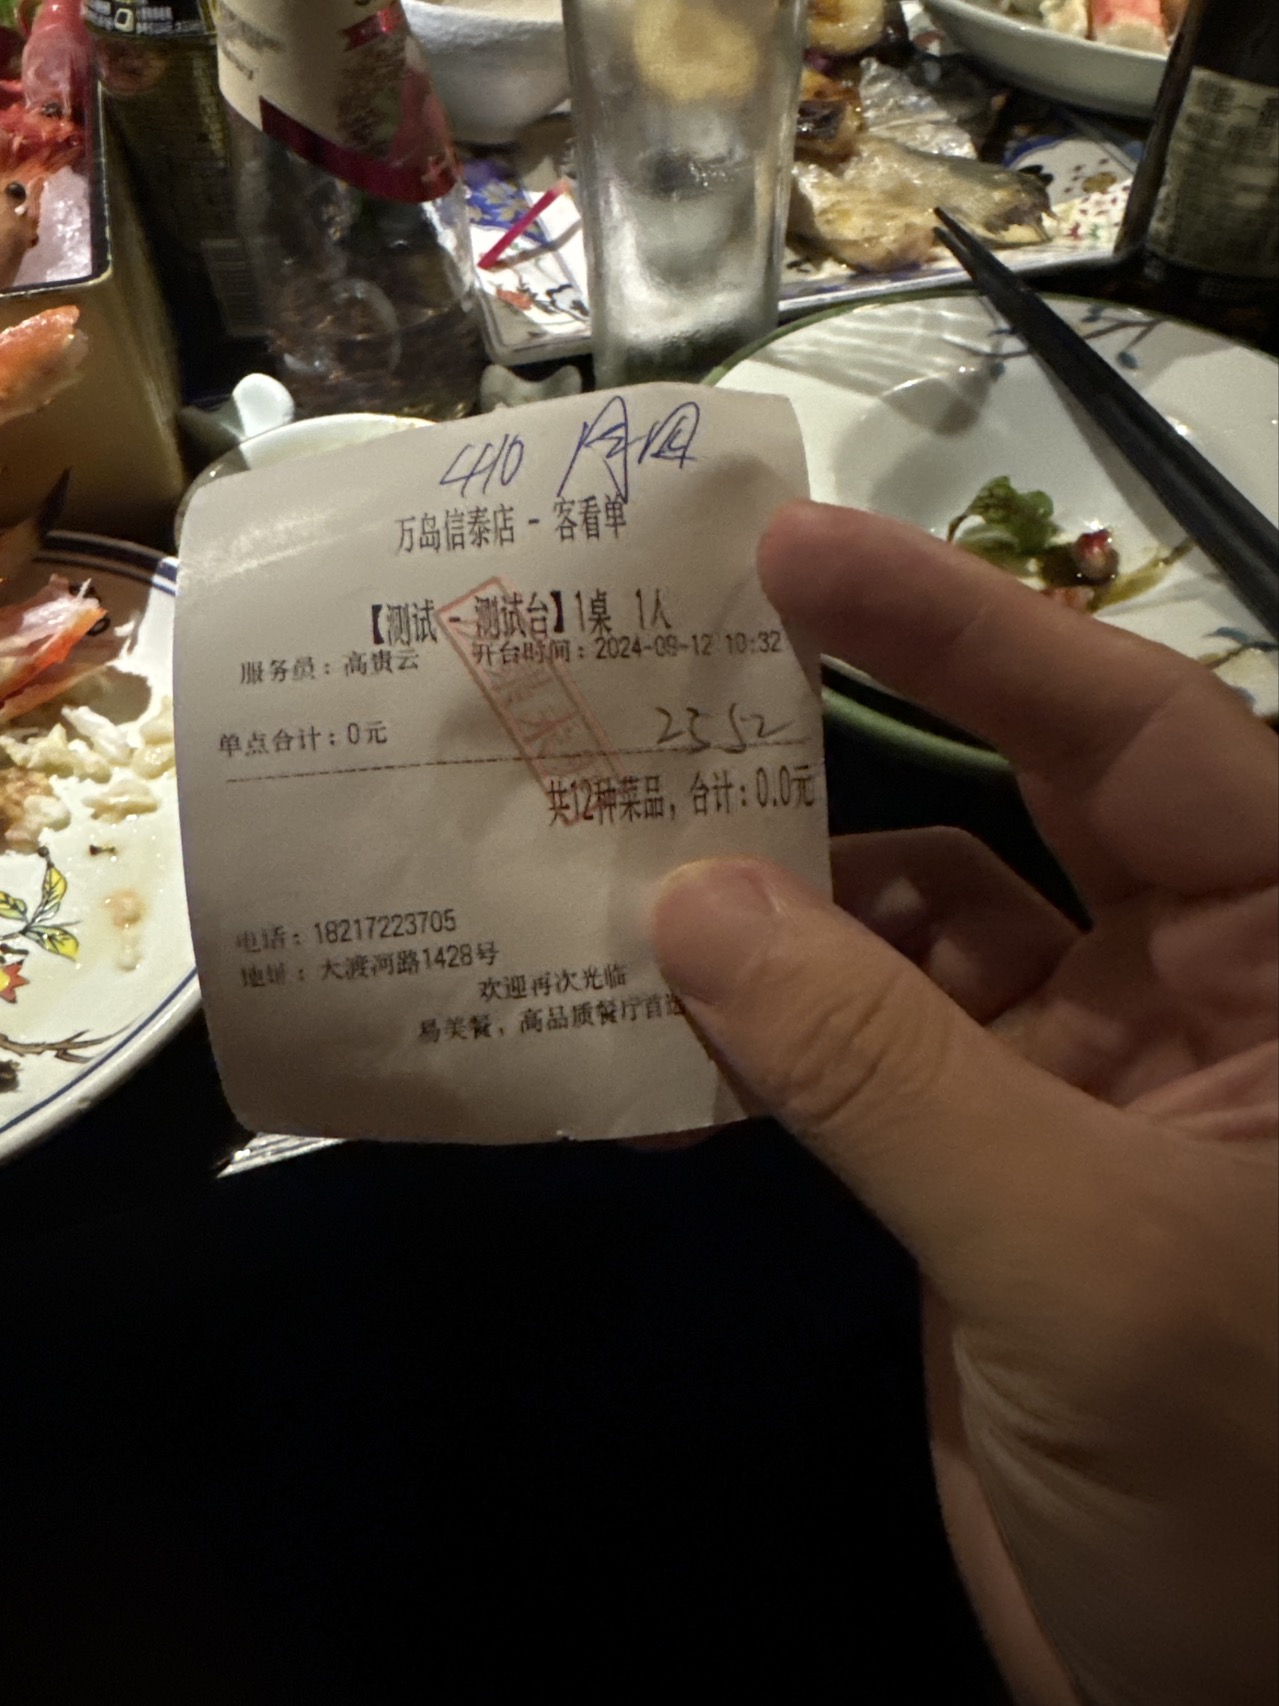 410
万岛信泰店 - 客看单
【测试 - 测试台】1桌 1人
服务员：高贵云 开台时间：2024-09-12 10:32
单点合计：0元
2552
共12种菜品，合计：0.0元
电话：18217223705
地址：大渡河路1428号
欢迎再次光临
易美餐，高品质餐厅首选